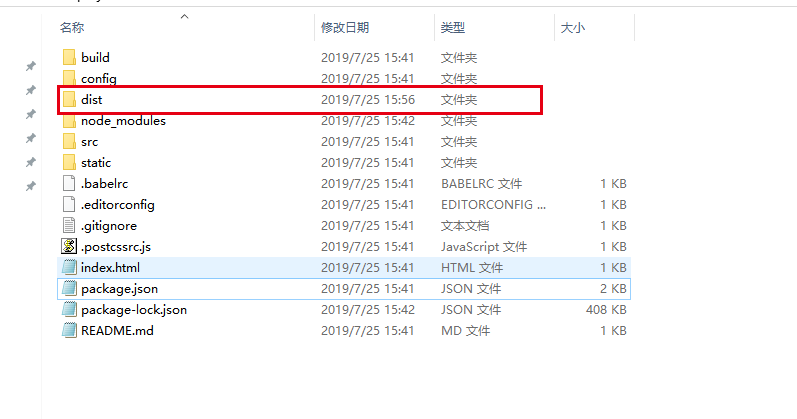 名称 修改日期 类型 大小
build 2019/7/25 15:41 文件夹
config 2019/7/25 15:41 文件夹
dist 2019/7/25 15:56 文件夹
node_modules 2019/7/25 15:42 文件夹
src 2019/7/25 15:41 文件夹
static 2019/7/25 15:41 文件夹
.babelrc 2019/7/25 15:41 BABELRC 文件 1 KB
.editorconfig 2019/7/25 15:41 EDITORCONFIG ... 1 KB
.gitignore 2019/7/25 15:41 文本文档 1 KB
.postcssrc.js 2019/7/25 15:41 JavaScript 文件 1 KB
index.html 2019/7/25 15:41 HTML 文件 1 KB
package.json 2019/7/25 15:41 JSON 文件 2 KB
package-lock.json 2019/7/25 15:42 JSON 文件 408 KB
README.md 2019/7/25 15:41 MD 文件 1 KB